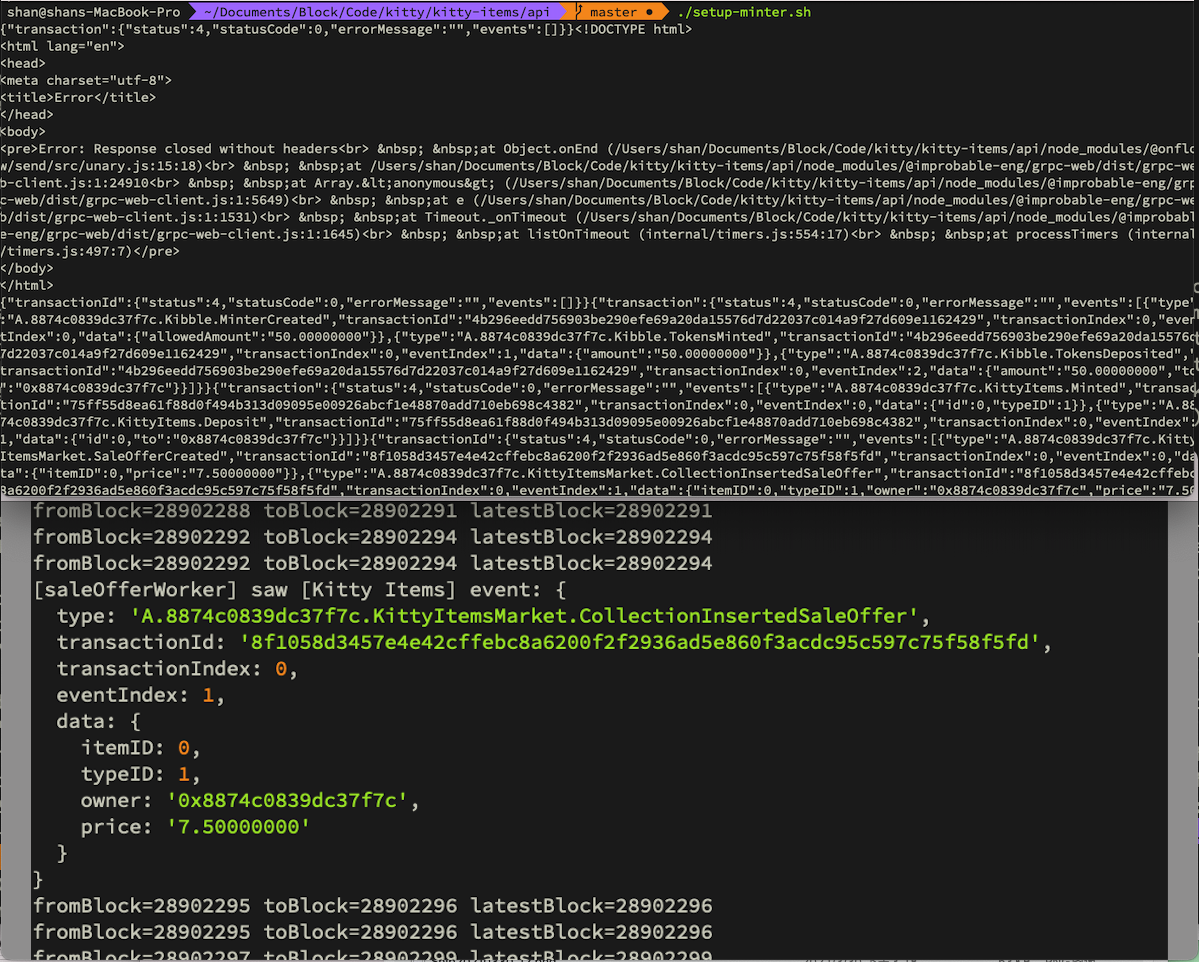 shan@shans-MacBook-Pro ~/Documents/Block/Code/kitty/kitty-items/api master ● ./setup-minter.sh
{"transaction":{"status":4,"statusCode":0,"errorMessage":"","events":[]}}<!DOCTYPE html>
<html lang="en">
<head>
<meta charset="utf-8">
<title>Error</title>
</head>
<body>
<pre>Error: Response closed without headers<br> &nbsp; &nbsp;at Object.onEnd (/Users/shan/Documents/Block/Code/kitty/kitty-items/api/node_modules/@onflo
w/send/src/unary.js:15:18)<br> &nbsp; &nbsp;at /Users/shan/Documents/Block/Code/kitty/kitty-items/api/node_modules/@improbable-eng/grpc-web/dist/grpc-we
b-client.js:1:24910<br> &nbsp; &nbsp;at Array.&lt;anonymous&gt; (/Users/shan/Documents/Block/Code/kitty/kitty-items/api/node_modules/@improbable-eng/grp
c-web/dist/grpc-web-client.js:1:5649)<br> &nbsp; &nbsp;at e (/Users/shan/Documents/Block/Code/kitty/kitty-items/api/node_modules/@improbable-eng/grpc-we
b/dist/grpc-web-client.js:1:1531)<br> &nbsp; &nbsp;at Timeout._onTimeout (/Users/shan/Documents/Block/Code/kitty/kitty-items/api/node_modules/@improbabl
e-eng/grpc-web/dist/grpc-web-client.js:1:1645)<br> &nbsp; &nbsp;at listOnTimeout (internal/timers.js:554:17)<br> &nbsp; &nbsp;at processTimers (internal
/timers.js:497:7)</pre>
</body>
</html>
{"transactionId":{"status":4,"statusCode":0,"errorMessage":"","events":[]}}{"transaction":{"status":4,"statusCode":0,"errorMessage":"","events":[{"type"
:"A.8874c0839dc37f7c.Kibble.MinterCreated","transactionId":"4b296eedd756903be290efe69a20da15576d7d22037c014a9f27d609e1162429","transactionIndex":0,"even
tIndex":0,"data":{"allowedAmount":"50.00000000"}},{"type":"A.8874c0839dc37f7c.Kibble.TokensMinted","transactionId":"4b296eedd756903be290efe69a20da15576d
7d22037c014a9f27d609e1162429","transactionIndex":0,"eventIndex":1,"data":{"amount":"50.00000000"}},{"type":"A.8874c0839dc37f7c.Kibble.TokensDeposited","
transactionId":"4b296eedd756903be290efe69a20da15576d7d22037c014a9f27d609e1162429","transactionIndex":0,"eventIndex":2,"data":{"amount":"50.00000000","to
":"0x8874c0839dc37f7c"}}]}}{"transaction":{"status":4,"statusCode":0,"errorMessage":"","events":[{"type":"A.8874c0839dc37f7c.KittyItems.Minted","transac
tionId":"75ff55d8ea61f88d0f494b313d09095e00926abcf1e48870add710eb698c4382","transactionIndex":0,"eventIndex":0,"data":{"id":0,"typeID":1}},{"type":"A.88
74c0839dc37f7c.KittyItems.Deposit","transactionId":"75ff55d8ea61f88d0f494b313d09095e00926abcf1e48870add710eb698c4382","transactionIndex":0,"eventIndex":
1,"data":{"id":0,"to":"0x8874c0839dc37f7c"}}]}}{"transactionId":{"status":4,"statusCode":0,"errorMessage":"","events":[{"type":"A.8874c0839dc37f7c.Kitty
ItemsMarket.SaleOfferCreated","transactionId":"8f1058d3457e4e42cffebc8a6200f2f2936ad5e860f3acdc95c597c75f58f5fd","transactionIndex":0,"eventIndex":0,"da
ta":{"itemID":0,"price":"7.50000000"}},{"type":"A.8874c0839dc37f7c.KittyItemsMarket.CollectionInsertedSaleOffer","transactionId":"8f1058d3457e4e42cffebc
8a6200f2f2936ad5e860f3acdc95c597c75f58f5fd","transactionIndex":0,"eventIndex":1,"data":{"itemID":0,"typeID":1,"owner":"0x8874c0839dc37f7c","price":"7.50
fromBlock=28902288 toBlock=28902291 latestBlock=28902291
fromBlock=28902292 toBlock=28902294 latestBlock=28902294
fromBlock=28902292 toBlock=28902294 latestBlock=28902294
[saleOfferWorker] saw [Kitty Items] event: {
type: 'A.8874c0839dc37f7c.KittyItemsMarket.CollectionInsertedSaleOffer',
transactionId: '8f1058d3457e4e42cffebc8a6200f2f2936ad5e860f3acdc95c597c75f58f5fd',
transactionIndex: 0,
eventIndex: 1,
data: {
itemID: 0,
typeID: 1,
owner: '0x8874c0839dc37f7c',
price: '7.50000000'
}
}
fromBlock=28902295 toBlock=28902296 latestBlock=28902296
fromBlock=28902295 toBlock=28902296 latestBlock=28902296
fromBlock=28902297 toBlock=28902299 latestBlock=28902299